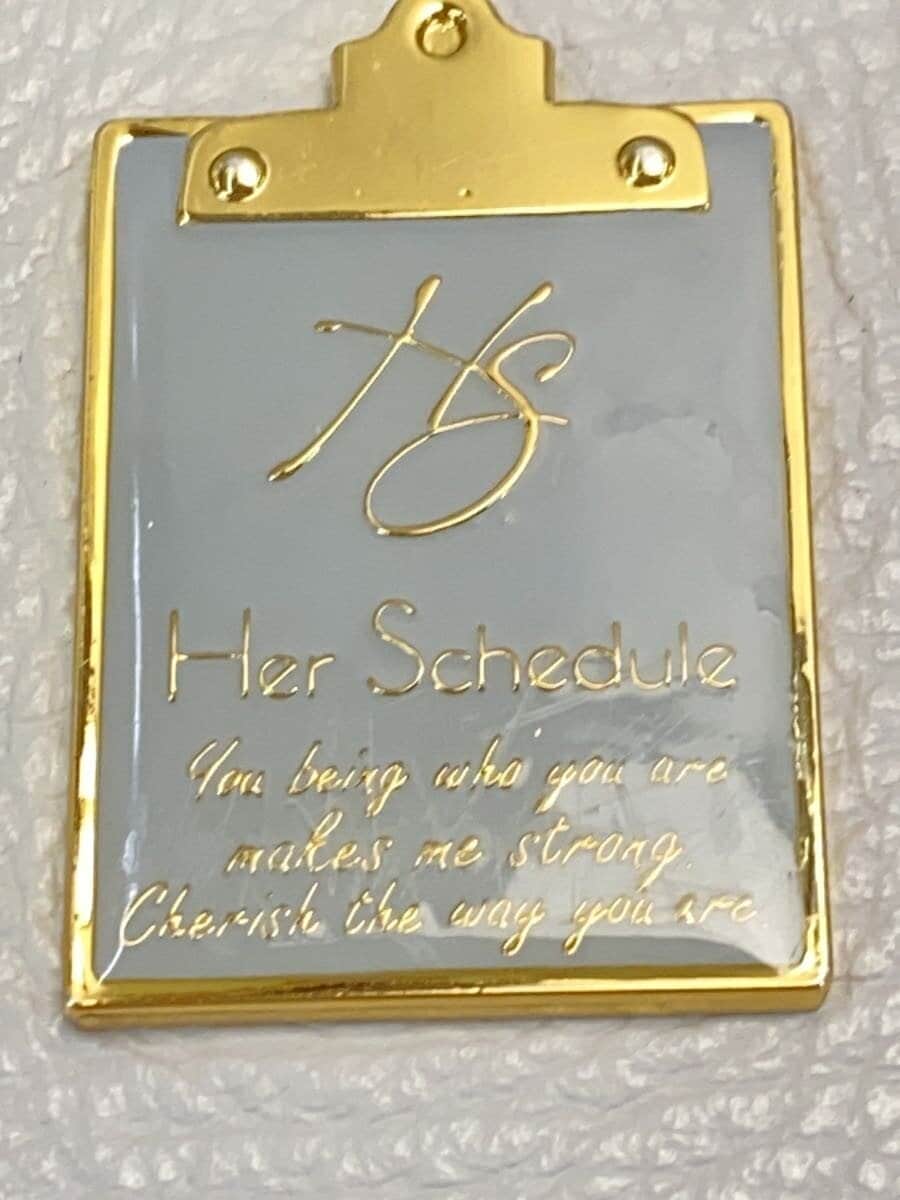 HS
Her Schedule
You being who you are
makes me strong.
Cherish the way you are.